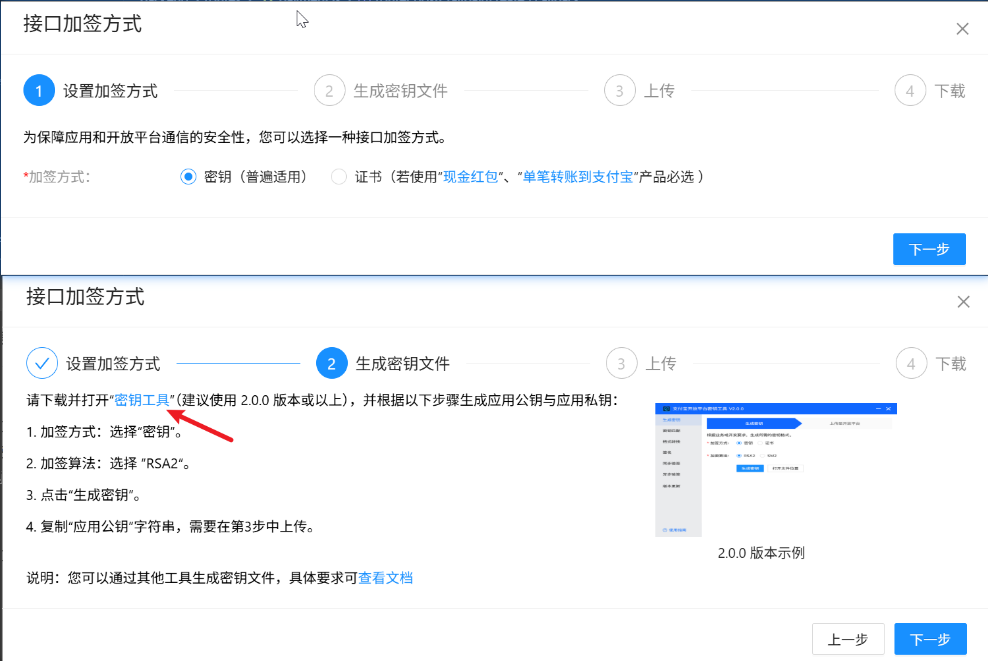 接口加签方式
1 设置加签方式
2 生成密钥文件
3 上传
4 下载
为保障应用和开放平台通信的安全性，您可以选择一种接口加签方式。
*加签方式：
密钥（普遍适用）
证书（若使用"现金红包"、"单笔转账到支付宝"产品必选 ）
下一步
接口加签方式
设置加签方式
2 生成密钥文件
3 上传
4 下载
请下载并打开"密钥工具"（建议使用 2.0.0 版本或以上），并根据以下步骤生成应用公钥与应用私钥：
1. 加签方式：选择"密钥"。
2. 加签算法：选择 "RSA2"。
3. 点击"生成密钥"。
4. 复制"应用公钥"字符串，需要在第3步中上传。
2.0.0 版本示例
说明：您可以通过其他工具生成密钥文件，具体要求可查看文档
上一步
下一步